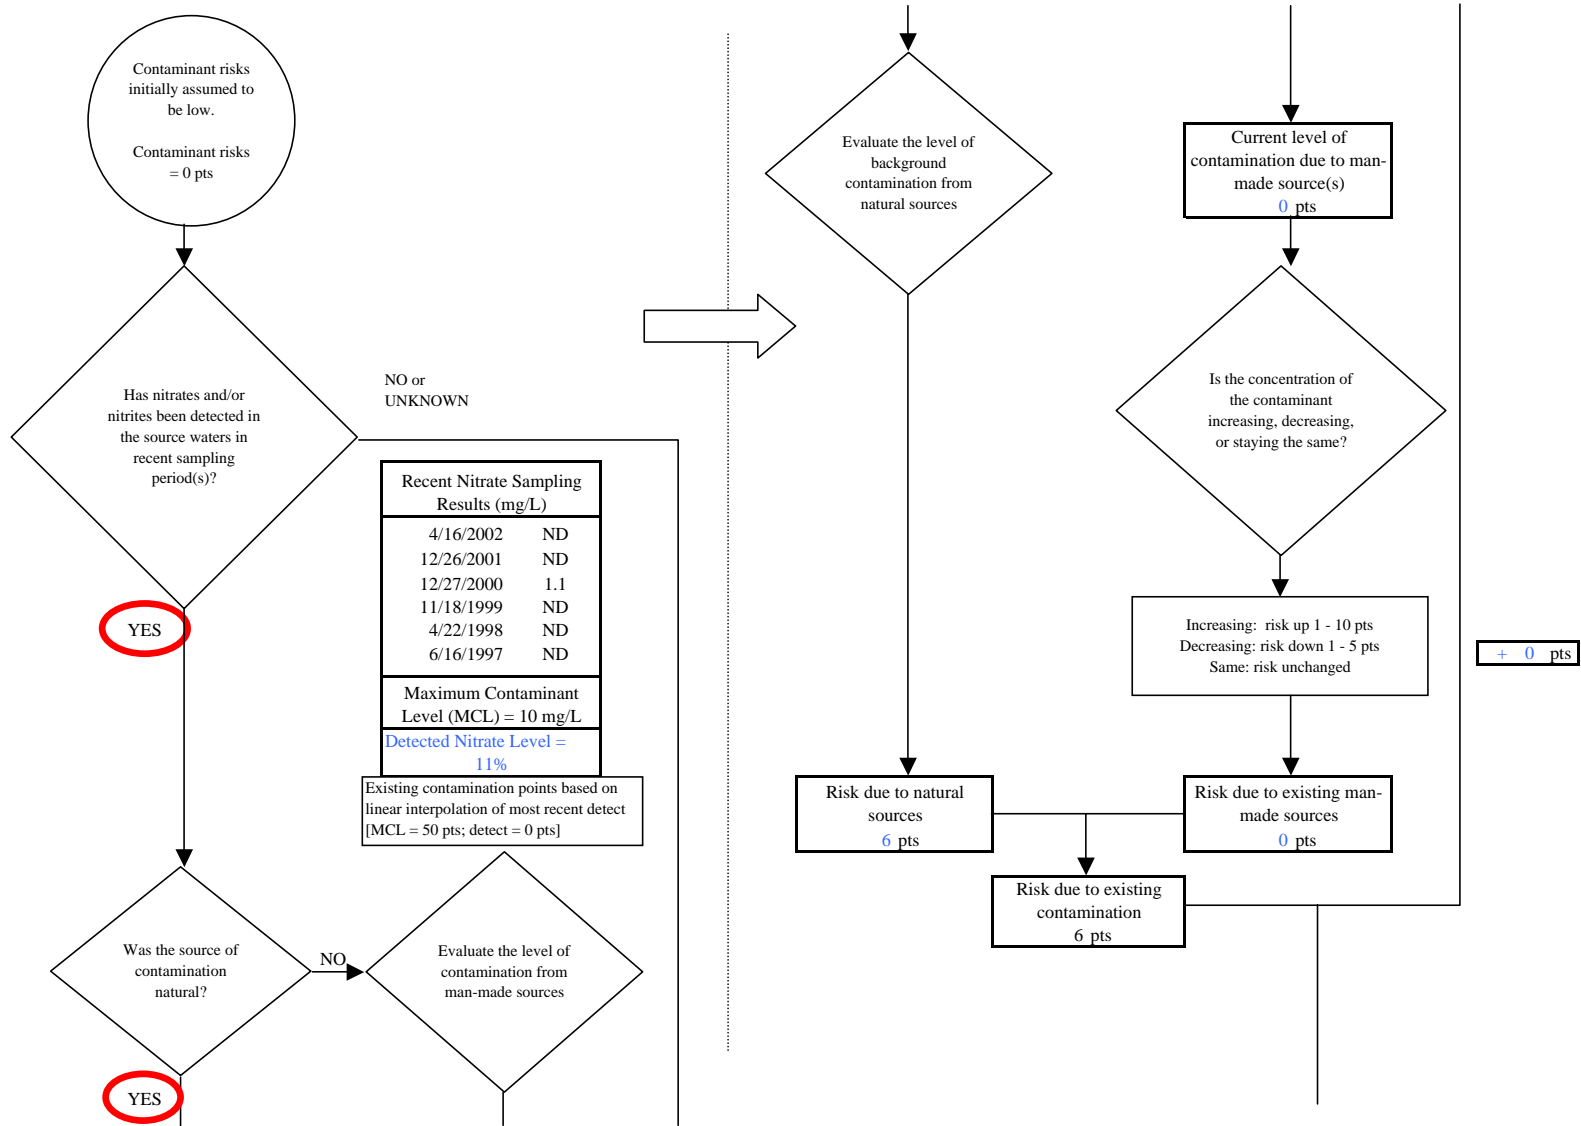 Contaminant risks
initially assumed to
be low.
Contaminant risks
= 0 pts
Has nitrates and/or
nitrites been detected in
the source waters in
recent sampling
period(s)?
NO or
UNKNOWN
YES
Recent Nitrate Sampling
Results (mg/L)
4/16/2002 ND
12/26/2001 ND
12/27/2000 1.1
11/18/1999 ND
4/22/1998 ND
6/16/1997 ND
Maximum Contaminant
Level (MCL) = 10 mg/L
Detected Nitrate Level =
11%
Existing contamination points based on
linear interpolation of most recent detect
[MCL = 50 pts; detect = 0 pts]
Was the source of
contamination
natural?
NO
YES
Evaluate the level of
contamination from
man-made sources
Evaluate the level of
background
contamination from
natural sources
Current level of
contamination due to man-
made source(s)
0 pts
Is the concentration of
the contaminant
increasing, decreasing,
or staying the same?
Increasing: risk up 1 - 10 pts
Decreasing: risk down 1 - 5 pts
Same: risk unchanged
+ 0 pts
Risk due to natural
sources
6 pts
Risk due to existing man-
made sources
0 pts
Risk due to existing
contamination
6 pts